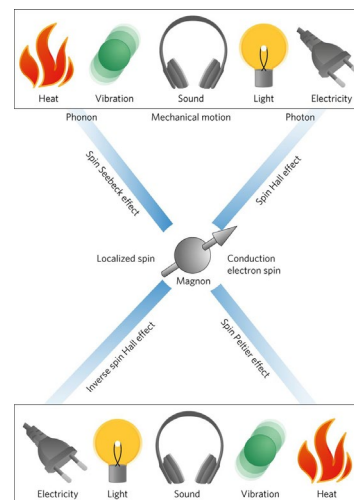 Heat Vibration Sound Light Electricity
Phonon Mechanical motion Photon
Spin Seebeck effect
Spin Hall effect
Localized spin
Conduction
electron spin
Magnon
Inverse spin Hall effect
Spin Peltier effect
Electricity Light Sound Vibration Heat